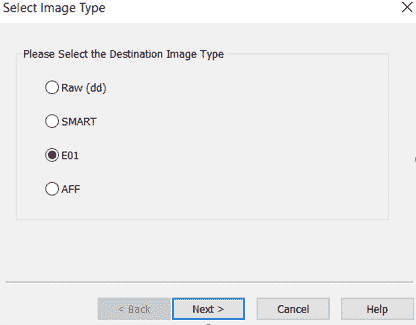 Select Image Type
Please Select the Destination Image Type
Raw (dd)
SMART
E01
AFF
< Back Next > Cancel Help